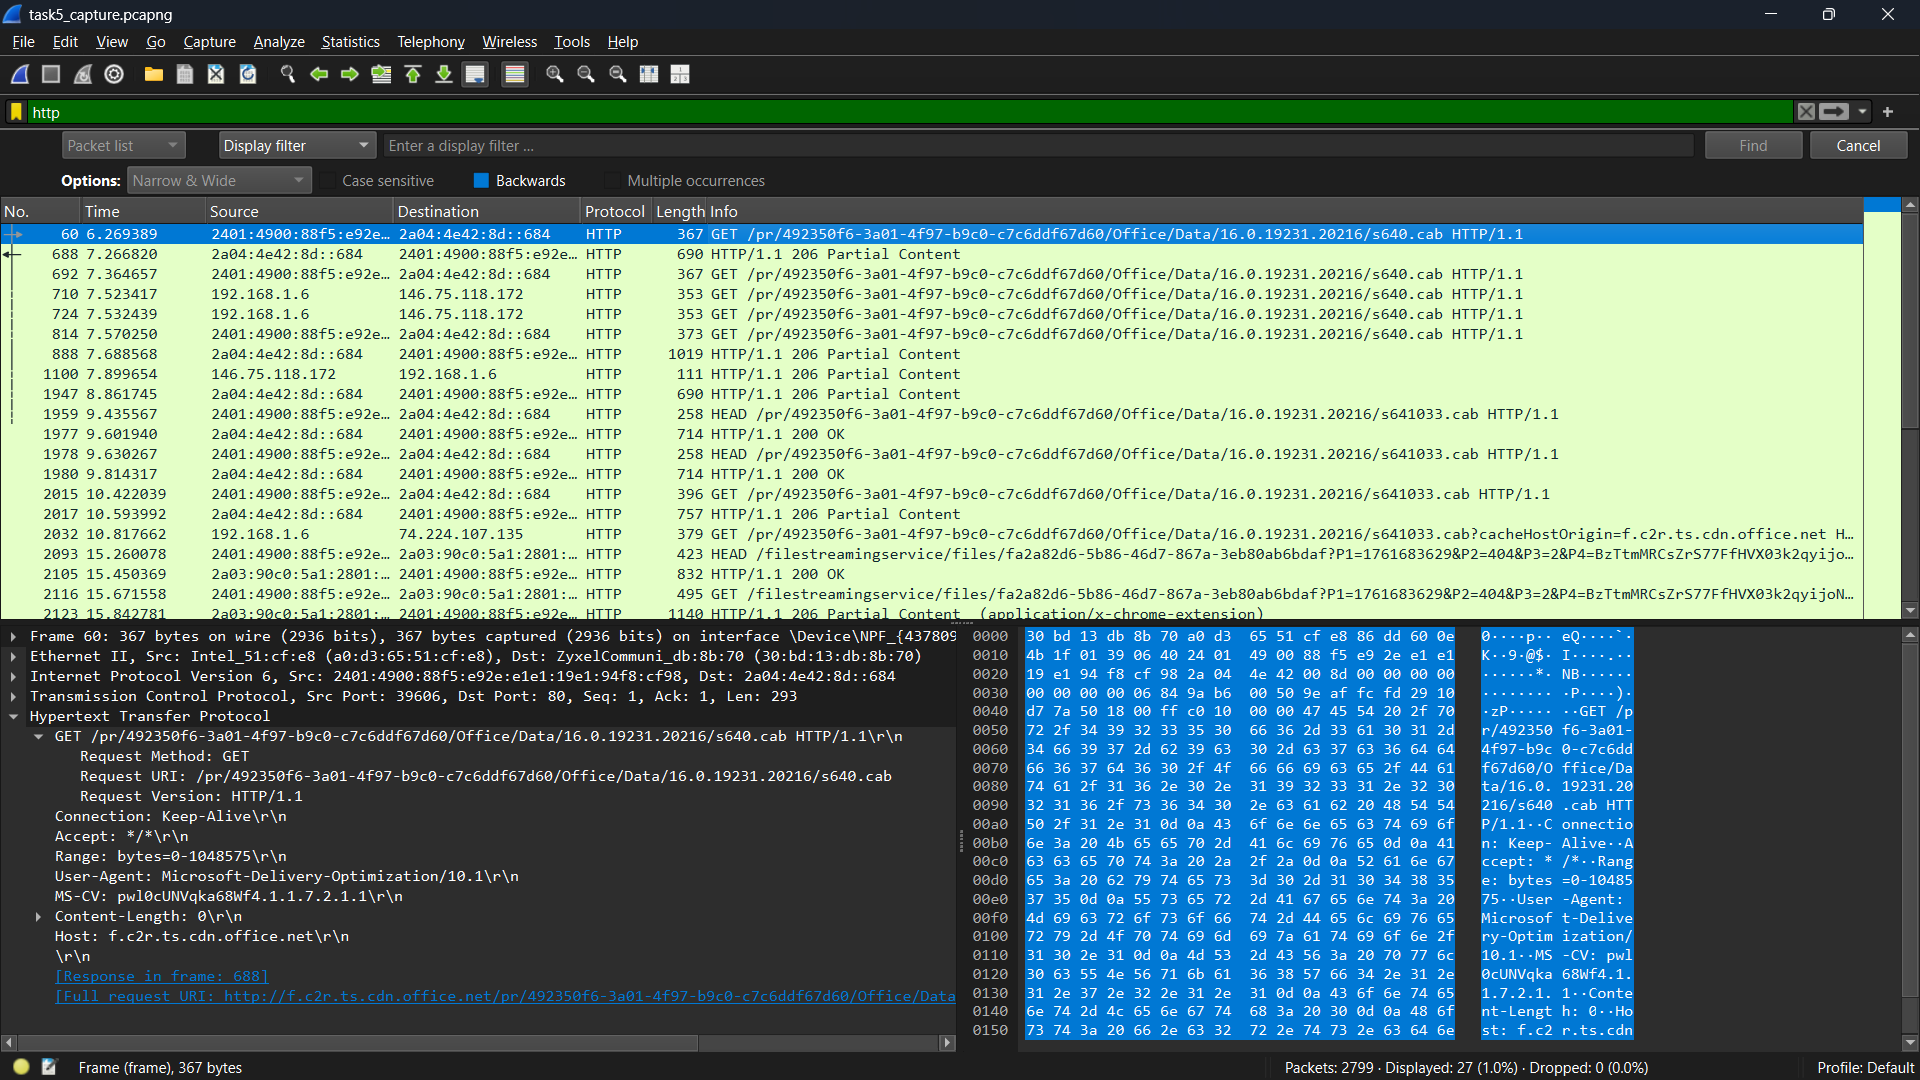 task5_capture.pcapng
File Edit View Go Capture Analyze Statistics Telephony Wireless Tools Help
http
Packet list Display filter Enter a display filter ... Find Cancel
Options: Narrow & Wide Case sensitive Backwards Multiple occurrences
No. Time Source Destination Protocol Length Info
60 6.269389 2401:4900:88f5:e92e… 2a04:4e42:8d::684 HTTP 367 GET /pr/492350f6-3a01-4f97-b9c0-c7c6ddf67d60/Office/Data/16.0.19231.20216/s640.cab HTTP/1.1
688 7.266820 2a04:4e42:8d::684 2401:4900:88f5:e92e… HTTP 690 HTTP/1.1 206 Partial Content
692 7.364657 2401:4900:88f5:e92e… 2a04:4e42:8d::684 HTTP 367 GET /pr/492350f6-3a01-4f97-b9c0-c7c6ddf67d60/Office/Data/16.0.19231.20216/s640.cab HTTP/1.1
710 7.523417 192.168.1.6 146.75.118.172 HTTP 353 GET /pr/492350f6-3a01-4f97-b9c0-c7c6ddf67d60/Office/Data/16.0.19231.20216/s640.cab HTTP/1.1
724 7.532439 192.168.1.6 146.75.118.172 HTTP 353 GET /pr/492350f6-3a01-4f97-b9c0-c7c6ddf67d60/Office/Data/16.0.19231.20216/s640.cab HTTP/1.1
814 7.570250 2401:4900:88f5:e92e… 2a04:4e42:8d::684 HTTP 373 GET /pr/492350f6-3a01-4f97-b9c0-c7c6ddf67d60/Office/Data/16.0.19231.20216/s640.cab HTTP/1.1
888 7.688568 2a04:4e42:8d::684 2401:4900:88f5:e92e… HTTP 1019 HTTP/1.1 206 Partial Content
1100 7.899654 146.75.118.172 192.168.1.6 HTTP 111 HTTP/1.1 206 Partial Content
1947 8.861745 2a04:4e42:8d::684 2401:4900:88f5:e92e… HTTP 690 HTTP/1.1 206 Partial Content
1959 9.435567 2401:4900:88f5:e92e… 2a04:4e42:8d::684 HTTP 258 HEAD /pr/492350f6-3a01-4f97-b9c0-c7c6ddf67d60/Office/Data/16.0.19231.20216/s641033.cab HTTP/1.1
1977 9.601940 2a04:4e42:8d::684 2401:4900:88f5:e92e… HTTP 714 HTTP/1.1 200 OK
1978 9.630267 2401:4900:88f5:e92e… 2a04:4e42:8d::684 HTTP 258 HEAD /pr/492350f6-3a01-4f97-b9c0-c7c6ddf67d60/Office/Data/16.0.19231.20216/s641033.cab HTTP/1.1
1980 9.814317 2a04:4e42:8d::684 2401:4900:88f5:e92e… HTTP 714 HTTP/1.1 200 OK
2015 10.422039 2401:4900:88f5:e92e… 2a04:4e42:8d::684 HTTP 396 GET /pr/492350f6-3a01-4f97-b9c0-c7c6ddf67d60/Office/Data/16.0.19231.20216/s641033.cab HTTP/1.1
2017 10.593992 2a04:4e42:8d::684 2401:4900:88f5:e92e… HTTP 757 HTTP/1.1 206 Partial Content
2032 10.817662 192.168.1.6 74.224.107.135 HTTP 379 GET /pr/492350f6-3a01-4f97-b9c0-c7c6ddf67d60/Office/Data/16.0.19231.20216/s641033.cab?cacheHostOrigin=f.c2r.ts.cdn.office.net H…
2093 15.260078 2401:4900:88f5:e92e… 2a03:90c0:5a1:2801:… HTTP 423 HEAD /filestreamingservice/files/fa2a82d6-5b86-46d7-867a-3eb80ab6bdaf?P1=1761683629&P2=404&P3=2&P4=BzTtmMRCsZrS77FfHVX03k2qyijo…
2105 15.450369 2a03:90c0:5a1:2801:… 2401:4900:88f5:e92e… HTTP 832 HTTP/1.1 200 OK
2116 15.671558 2401:4900:88f5:e92e… 2a03:90c0:5a1:2801:… HTTP 495 GET /filestreamingservice/files/fa2a82d6-5b86-46d7-867a-3eb80ab6bdaf?P1=1761683629&P2=404&P3=2&P4=BzTtmMRCsZrS77FfHVX03k2qyijoN…
2123 15.842781 2a03:90c0:5a1:2801:… 2401:4900:88f5:e92e… HTTP 1140 HTTP/1.1 206 Partial Content (application/x-chrome-extension)
Frame 60: 367 bytes on wire (2936 bits), 367 bytes captured (2936 bits) on interface \Device\NPF_{437809
Ethernet II, Src: Intel_51:cf:e8 (a0:d3:65:51:cf:e8), Dst: ZyxelCommuni_db:8b:70 (30:bd:13:db:8b:70)
Internet Protocol Version 6, Src: 2401:4900:88f5:e92e:e1e1:19e1:94f8:cf98, Dst: 2a04:4e42:8d::684
Transmission Control Protocol, Src Port: 39606, Dst Port: 80, Seq: 1, Ack: 1, Len: 293
Hypertext Transfer Protocol
GET /pr/492350f6-3a01-4f97-b9c0-c7c6ddf67d60/Office/Data/16.0.19231.20216/s640.cab HTTP/1.1\r\n
Request Method: GET
Request URI: /pr/492350f6-3a01-4f97-b9c0-c7c6ddf67d60/Office/Data/16.0.19231.20216/s640.cab
Request Version: HTTP/1.1
Connection: Keep-Alive\r\n
Accept: */*\r\n
Range: bytes=0-1048575\r\n
User-Agent: Microsoft-Delivery-Optimization/10.1\r\n
MS-CV: pwl0cUNVqka68Wf4.1.1.7.2.1.1\r\n
Content-Length: 0\r\n
Host: f.c2r.ts.cdn.office.net\r\n
\r\n
[Response in frame: 688]
[Full request URI: http://f.c2r.ts.cdn.office.net/pr/492350f6-3a01-4f97-b9c0-c7c6ddf67d60/Office/Data
0000 30 bd 13 db 8b 70 a0 d3 65 51 cf e8 86 dd 60 0e 0····p·· eQ····`·
0010 4b 1f 01 39 06 40 24 01 49 00 88 f5 e9 2e e1 e1 K··9·@$· I····.··
0020 19 e1 94 f8 cf 98 2a 04 4e 42 00 8d 00 00 00 00 ······*· NB······
0030 00 00 00 00 06 84 9a b6 00 50 9e af fc fd 29 10 ········ ·P····)·
0040 d7 7a 50 18 00 ff c0 10 00 00 47 45 54 20 2f 70 ·zP····· ··GET /p
0050 72 2f 34 39 32 33 35 30 66 36 2d 33 61 30 31 2d r/492350 f6-3a01-
0060 34 66 39 37 2d 62 39 63 30 2d 63 37 63 36 64 64 4f97-b9c 0-c7c6dd
0070 66 36 37 64 36 30 2f 4f 66 66 69 63 65 2f 44 61 f67d60/O ffice/Da
0080 74 61 2f 31 36 2e 30 2e 31 39 32 33 31 2e 32 30 ta/16.0. 19231.20
0090 32 31 36 2f 73 36 34 30 2e 63 61 62 20 48 54 54 216/s640 .cab HTT
00a0 50 2f 31 2e 31 0d 0a 43 6f 6e 6e 65 63 74 69 6f P/1.1··C onnectio
00b0 6e 3a 20 4b 65 65 70 2d 41 6c 69 76 65 0d 0a 41 n: Keep- Alive··A
00c0 63 63 65 70 74 3a 20 2a 2f 2a 0d 0a 52 61 6e 67 ccept: * /*··Rang
00d0 65 3a 20 62 79 74 65 73 3d 30 2d 31 30 34 38 35 e: bytes =0-10485
00e0 37 35 0d 0a 55 73 65 72 2d 41 67 65 6e 74 3a 20 75··User -Agent:
00f0 4d 69 63 72 6f 73 6f 66 74 2d 44 65 6c 69 76 65 Microsof t-Delive
0100 72 79 2d 4f 70 74 69 6d 69 7a 61 74 69 6f 6e 2f ry-Optim ization/
0110 31 30 2e 31 0d 0a 4d 53 2d 43 56 3a 20 70 77 6c 10.1··MS -CV: pwl
0120 30 63 55 4e 56 71 6b 61 36 38 57 66 34 2e 31 2e 0cUNVqka 68Wf4.1.
0130 31 2e 37 2e 32 2e 31 2e 31 0d 0a 43 6f 6e 74 65 1.7.2.1. 1··Conte
0140 6e 74 2d 4c 65 6e 67 74 68 3a 20 30 0d 0a 48 6f nt-Lengt h: 0··Ho
0150 73 74 3a 20 66 2e 63 32 72 2e 74 73 2e 63 64 6e st: f.c2 r.ts.cdn
Frame (frame), 367 bytes Packets: 2799 · Displayed: 27 (1.0%) · Dropped: 0 (0.0%) Profile: Default